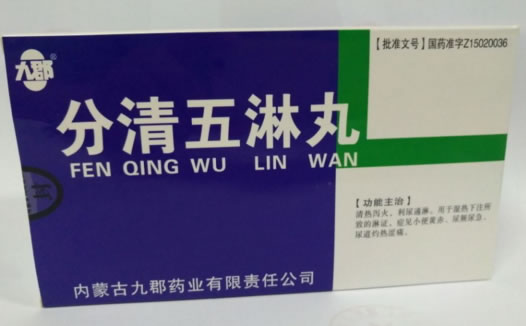 九郡
【批准文号】国药准字Z15020036
分清五淋丸
FEN QING WU LIN WAN
【功能主治】
清热泻火、利尿通淋。用于湿热下注所
致的淋证，症见小便黄赤、尿频尿急、
尿道灼热涩痛。
内蒙古九郡药业有限责任公司